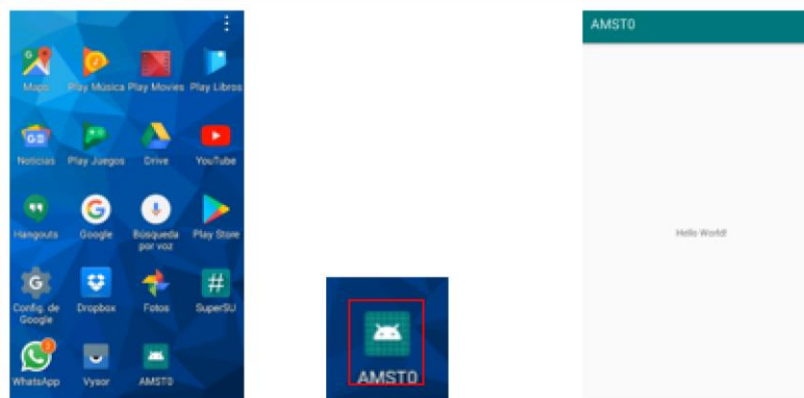 Maps Play Música Play Movies Play Libros
Noticias Play Juegos Drive YouTube
Hangouts Google Búsqueda por voz Play Store
Config. de Google Dropbox Fotos SuperSU
WhatsApp Vysor AMST0
AMST0
AMST0
Hello World!